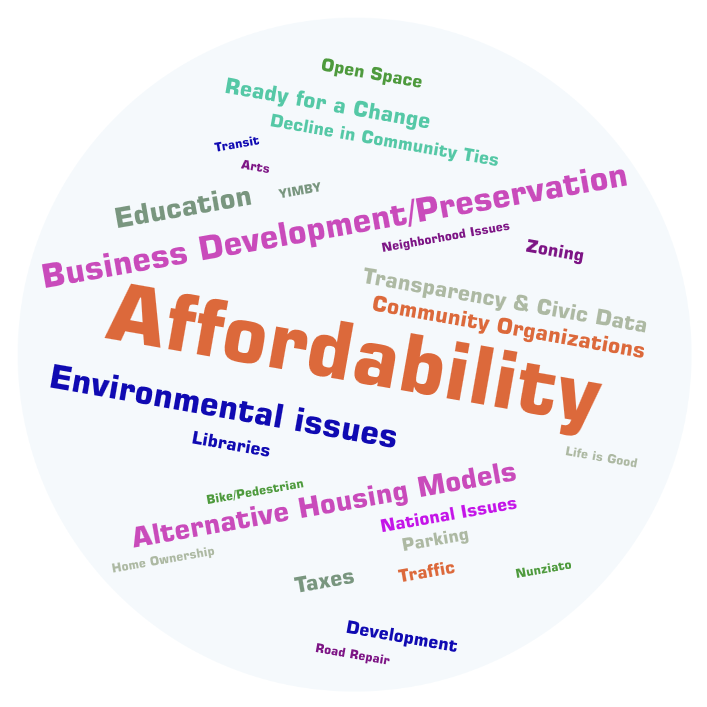 Open Space
Ready for a Change
Decline in Community Ties
Transit
Arts
YIMBY
Education
Business Development/Preservation
Neighborhood Issues
Zoning
Transparency & Civic Data
Community Organizations
Affordability
Environmental issues
Libraries
Life is Good
Bike/Pedestrian
Alternative Housing Models
National Issues
Parking
Home Ownership
Taxes
Traffic
Nunziato
Development
Road Repair